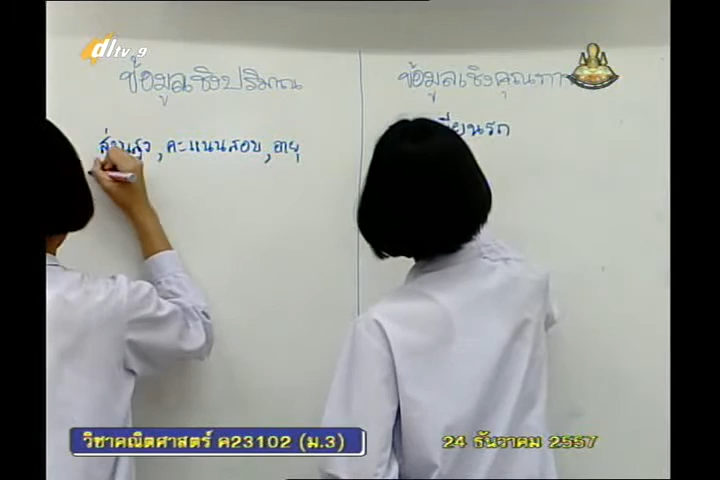 dltv 9
ข้อมูลเชิงปริมาณ
ข้อมูลเชิงคุณภาพ
ส่วนสูง, คะแนนสอบ, อายุ
วิชาคณิตศาสตร์ ค23102 (ม.3)
24 ธันวาคม 2557